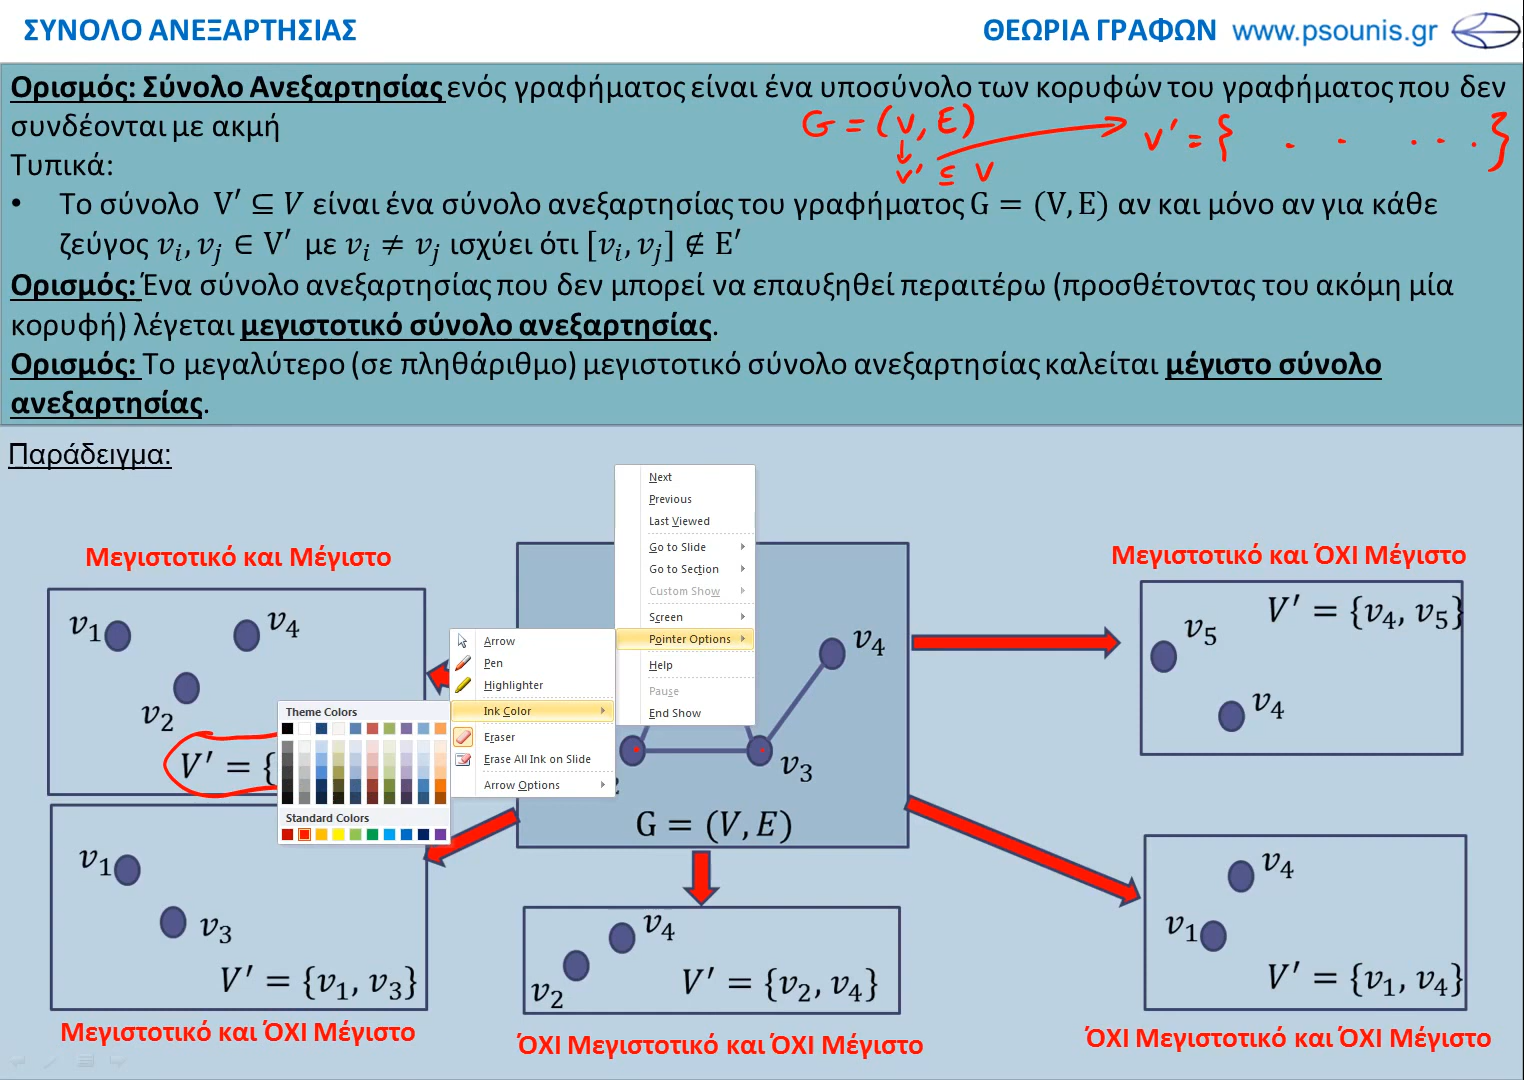 ΣΥΝΟΛΟ ΑΝΕΞΑΡΤΗΣΙΑΣ
ΘΕΩΡΙΑ ΓΡΑΦΩΝ www.psounis.gr
Ορισμός: Σύνολο Ανεξαρτησίας ενός γραφήματος είναι ένα υποσύνολο των κορυφών του γραφήματος που δεν
συνδέονται με ακμή
G = (V, E)
V' ⊆ V
V' = { . . . . . }
Τυπικά:
• Το σύνολο V′ ⊆ V είναι ένα σύνολο ανεξαρτησίας του γραφήματος G = (V, E) αν και μόνο αν για κάθε
ζεύγος v_i, v_j ∈ V′ με v_i ≠ v_j ισχύει ότι [v_i, v_j] ∉ E′
Ορισμός: Ένα σύνολο ανεξαρτησίας που δεν μπορεί να επαυξηθεί περαιτέρω (προσθέτοντας του ακόμη μία
κορυφή) λέγεται μεγιστοτικό σύνολο ανεξαρτησίας.
Ορισμός: Το μεγαλύτερο (σε πληθάριθμο) μεγιστοτικό σύνολο ανεξαρτησίας καλείται μέγιστο σύνολο
ανεξαρτησίας.
Παράδειγμα:
Μεγιστοτικό και Μέγιστο
v1
v4
v2
V′ = {
Next
Previous
Last Viewed
Go to Slide
Go to Section
Custom Show
Screen
Pointer Options
Help
Pause
End Show
Arrow
Pen
Highlighter
Ink Color
Eraser
Erase All Ink on Slide
Arrow Options
Theme Colors
Standard Colors
v4
v3
2
G = (V, E)
Μεγιστοτικό και ΌΧΙ Μέγιστο
V′ = {v4, v5}
v5
v4
v1
v3
V′ = {v1, v3}
Μεγιστοτικό και ΌΧΙ Μέγιστο
v4
v2
V′ = {v2, v4}
ΌΧΙ Μεγιστοτικό και ΌΧΙ Μέγιστο
v4
v1
V′ = {v1, v4}
ΌΧΙ Μεγιστοτικό και ΌΧΙ Μέγιστο